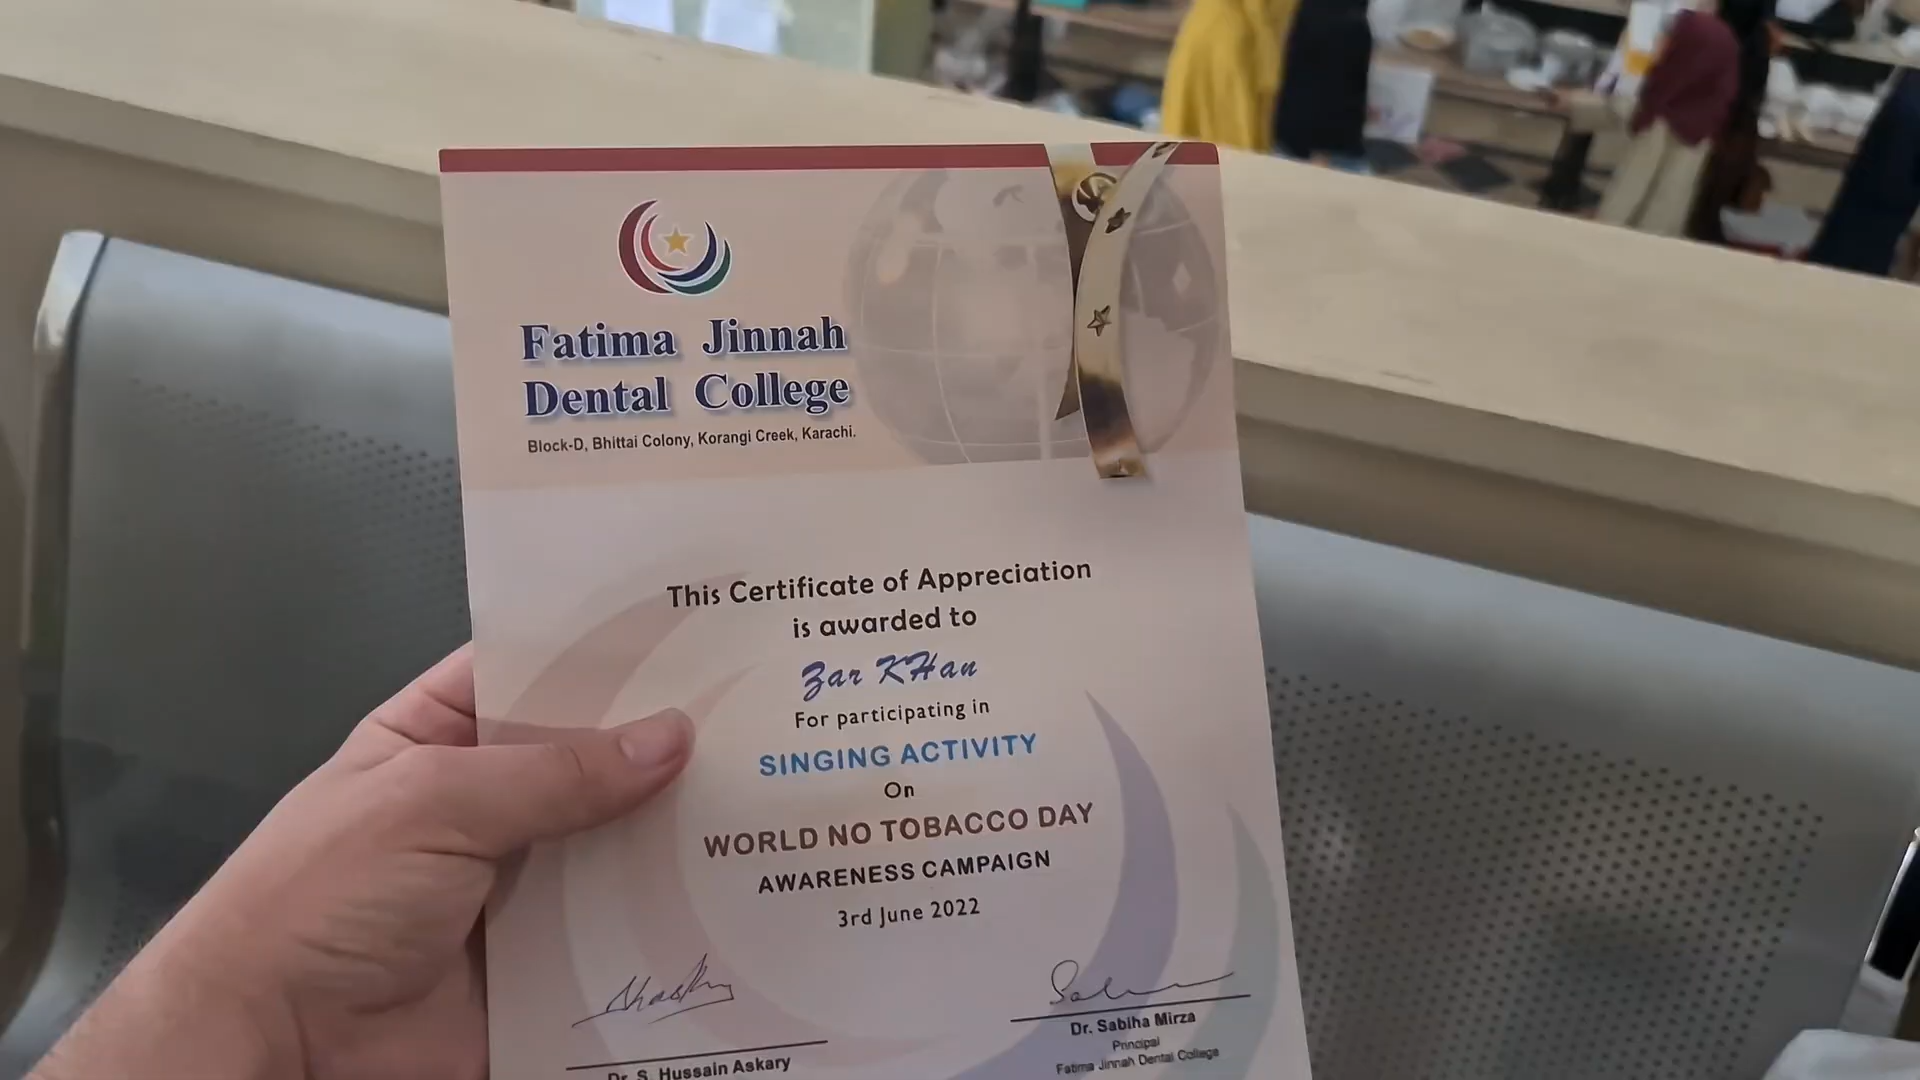 Fatima Jinnah
Dental College
Block-D, Bhittai Colony, Korangi Creek, Karachi.
This Certificate of Appreciation
is awarded to
Zar KHan
For participating in
SINGING ACTIVITY
On
WORLD NO TOBACCO DAY
AWARENESS CAMPAIGN
3rd June 2022
Dr. S. Hussain Askary
Dr. Sabiha Mirza
Principal
Fatima Jinnah Dental College